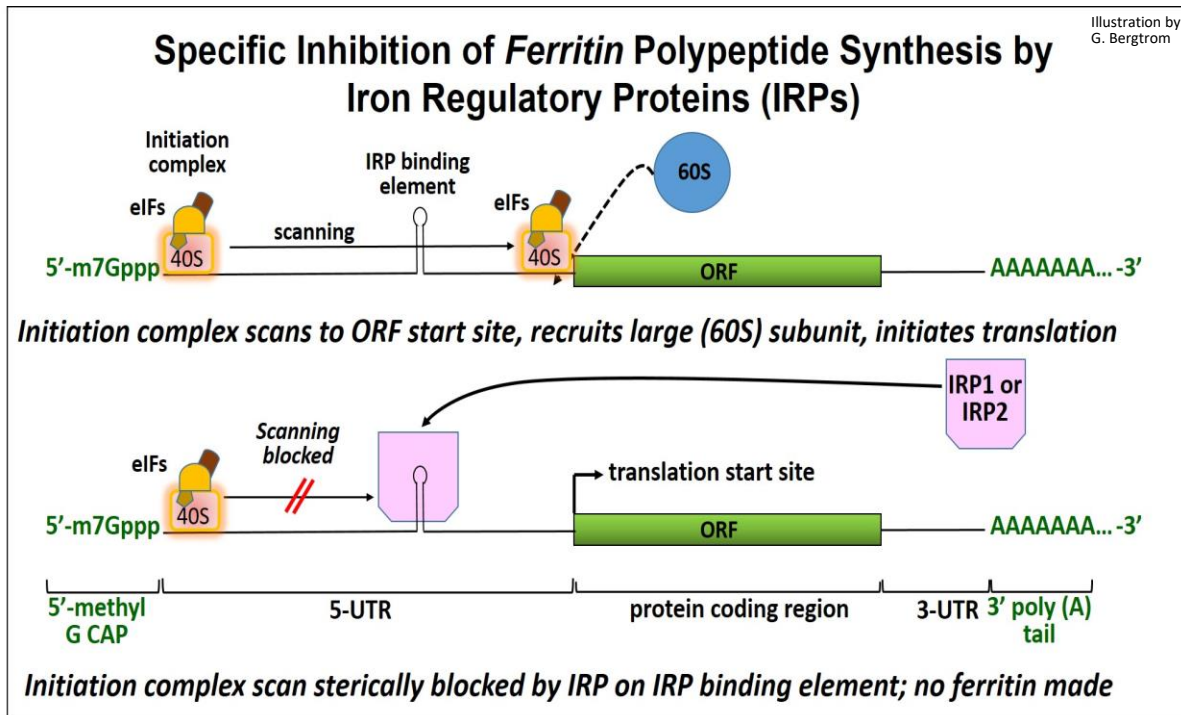 Illustration by
G. Bergtrom
Specific Inhibition of Ferritin Polypeptide Synthesis by
Iron Regulatory Proteins (IRPs)
Initiation
complex
eIFs
40S
IRP binding
element
scanning
eIFs
40S
60S
5’-m7Gppp
ORF
AAAAAAA... -3’
Initiation complex scans to ORF start site, recruits large (60S) subunit, initiates translation
IRP1 or
IRP2
eIFs
40S
Scanning
blocked
translation start site
5’-m7Gppp
ORF
AAAAAAA... -3’
5’-methyl
G CAP
5-UTR
protein coding region
3-UTR
3’ poly (A)
tail
Initiation complex scan sterically blocked by IRP on IRP binding element; no ferritin made